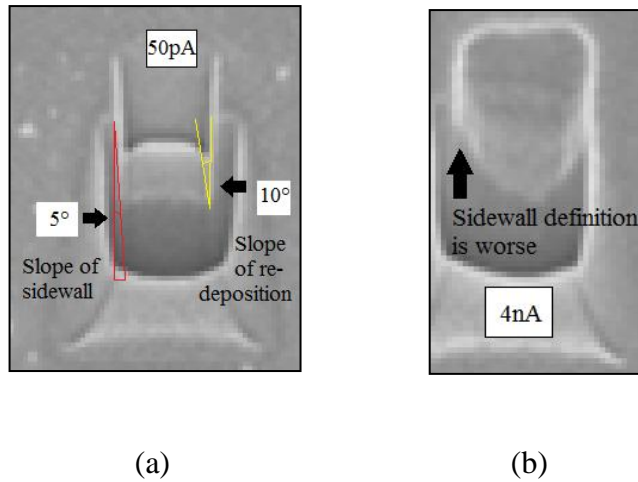 50pA
5°
10°
Slope of
sidewall
Slope
of re-
deposition
Sidewall definition
is worse
4nA
(a)
(b)